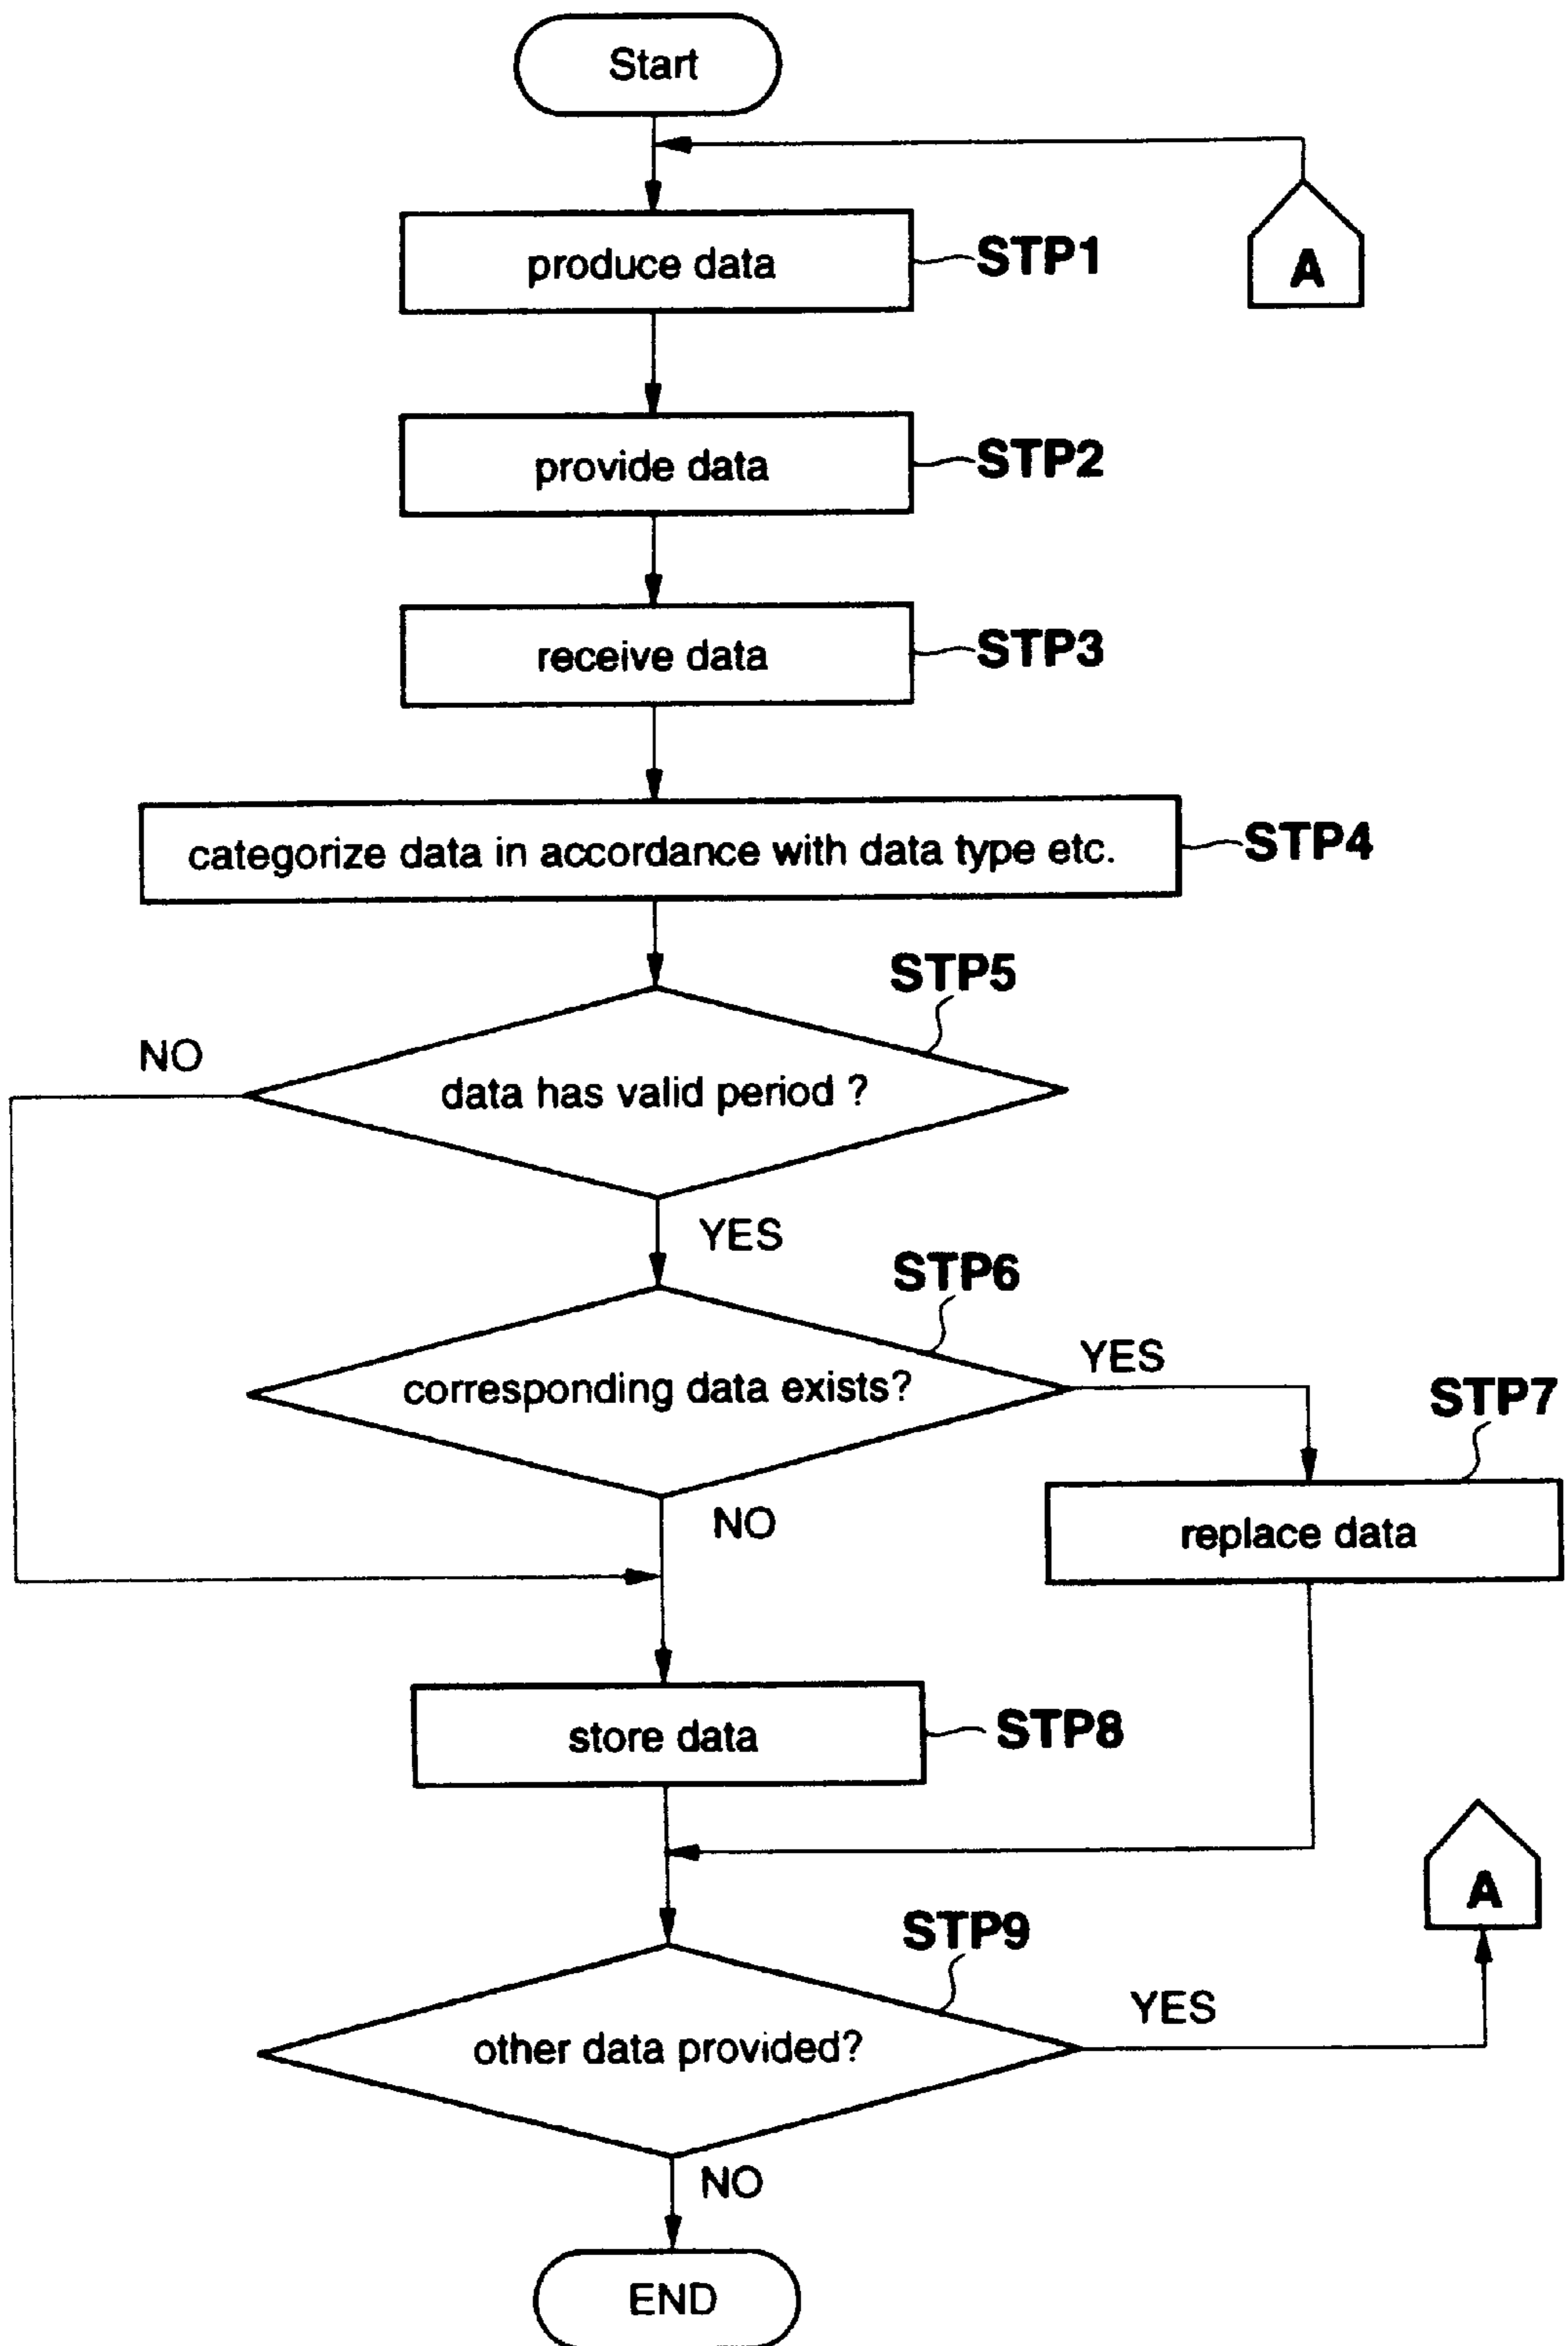 Start
produce data
STP1
A
provide data
STP2
receive data
STP3
categorize data in accordance with data type etc.
STP4
STP5
NO
data has valid period ?
YES
STP6
corresponding data exists?
YES
STP7
replace data
NO
store data
STP8
A
STP9
other data provided?
YES
NO
END